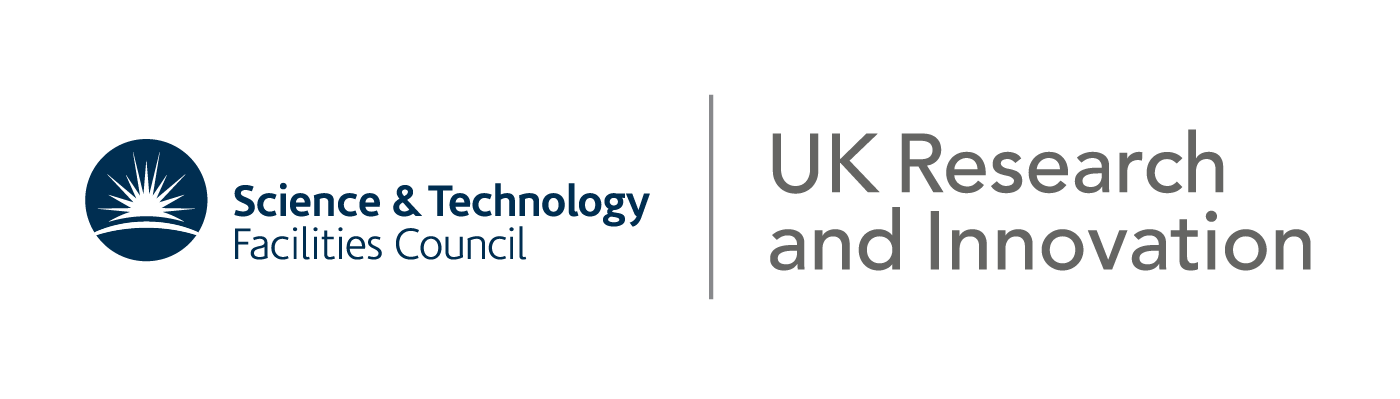 Science & Technology
Facilities Council
UK Research
and Innovation